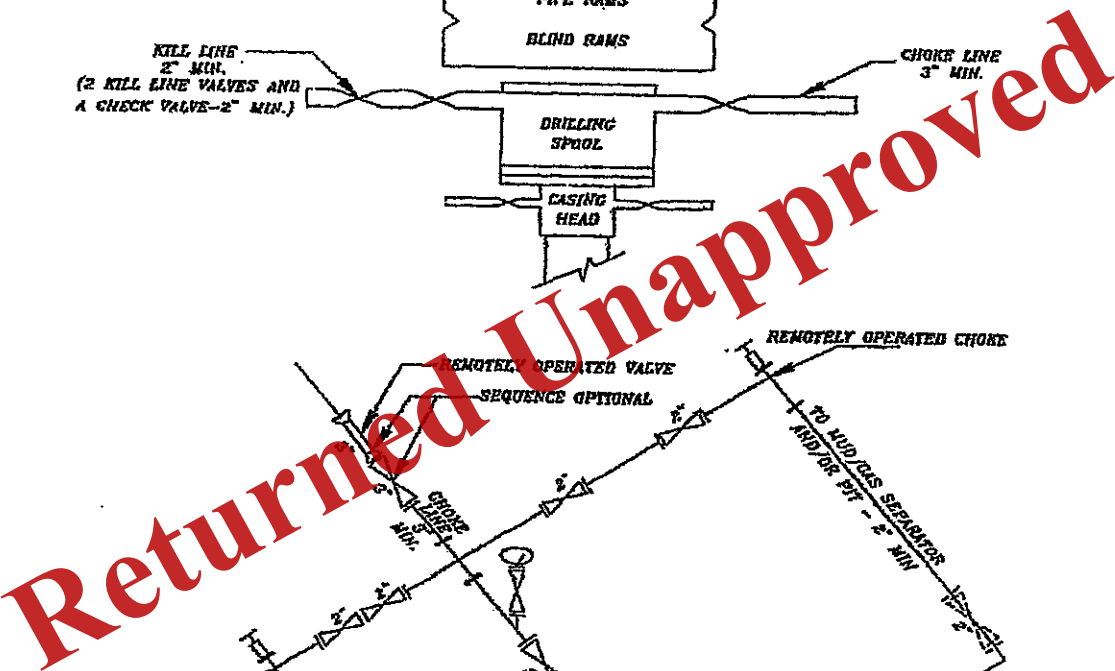 PIPE RAMS
BLIND RAMS
KILL LINE
2" MIN.
(2 KILL LINE VALVES AND
A CHECK VALVE-2" MIN.)
CHOKE LINE
3" MIN.
DRILLING
SPOOL
CASING
HEAD
Returned Unapproved
REMOTELY OPERATED CHOKE
REMOTELY OPERATED VALVE
SEQUENCE OPTIONAL
2"
TO MUD/GAS SEPARATOR
AND/OR PIT - 2" MIN
CHOKE
LINE
3"
MIN.
2"
2"
2"